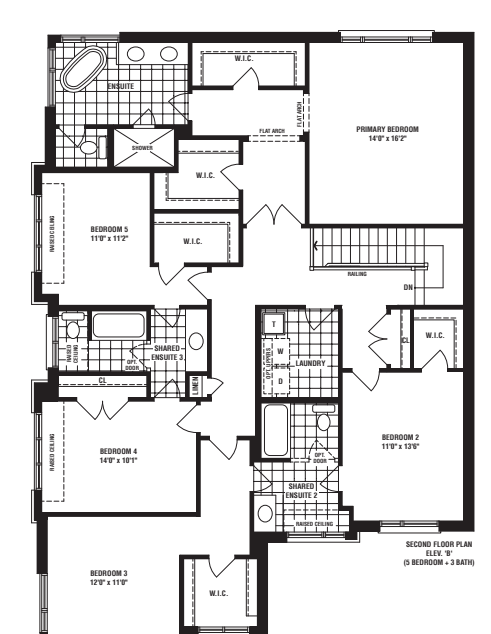 W.I.C.
ENSUITE
FLAT ARCH
FLAT ARCH
PRIMARY BEDROOM
14'0" x 16'2"
SHOWER
W.I.C.
RAISED CEILING
BEDROOM 5
11'0" x 11'2"
W.I.C.
RAILING
DN
T
W
D
OPT. UPPERS
LAUNDRY
RAISED
CEILING
SHARED
ENSUITE 3
OPT.
DOOR
CL
W.I.C.
CL
LINEN
RAISED CEILING
BEDROOM 4
14'0" x 10'1"
BEDROOM 2
11'0" x 13'6"
OPT.
DOOR
SHARED
ENSUITE 2
RAISED CEILING
SECOND FLOOR PLAN
ELEV. 'B'
(5 BEDROOM + 3 BATH)
BEDROOM 3
12'0" x 11'0"
W.I.C.